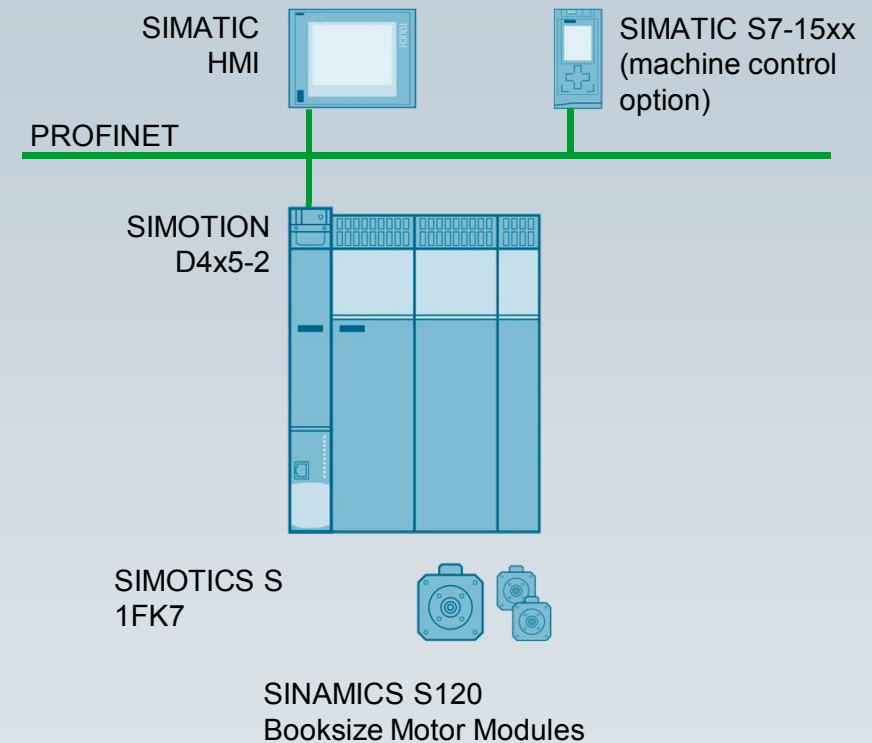 SIMATIC
HMI
TOUCH
SIMATIC S7-15xx
(machine control
option)
PROFINET
SIMOTION
D4x5-2
SIMOTICS S
1FK7
SINAMICS S120
Booksize Motor Modules